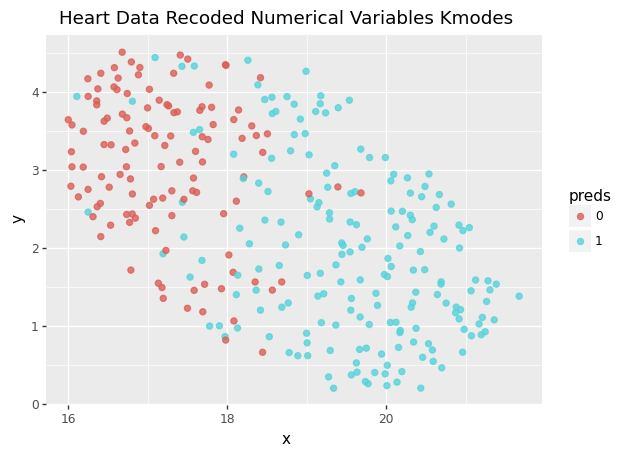 Heart Data Recoded Numerical Variables Kmodes
4
3
2
1
0
y
16
18
20
x
preds
0
1